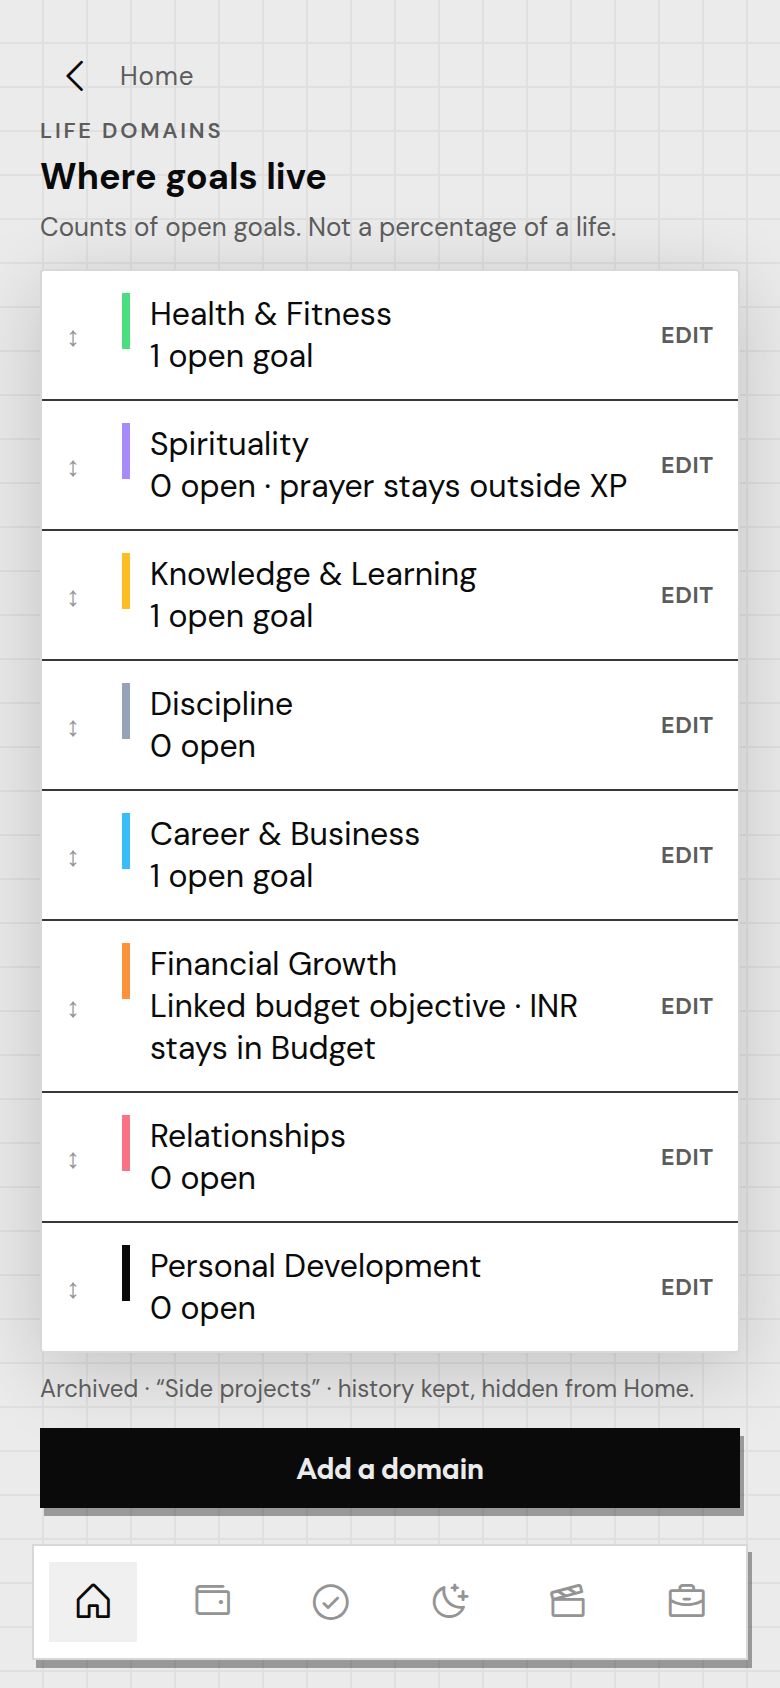 Home
LIFE DOMAINS
Where goals live
Counts of open goals. Not a percentage of a life.
Health & Fitness
1 open goal
EDIT
Spirituality
0 open · prayer stays outside XP
EDIT
Knowledge & Learning
1 open goal
EDIT
Discipline
0 open
EDIT
Career & Business
1 open goal
EDIT
Financial Growth
Linked budget objective · INR
stays in Budget
EDIT
Relationships
0 open
EDIT
Personal Development
0 open
EDIT
Archived · “Side projects” · history kept, hidden from Home.
Add a domain